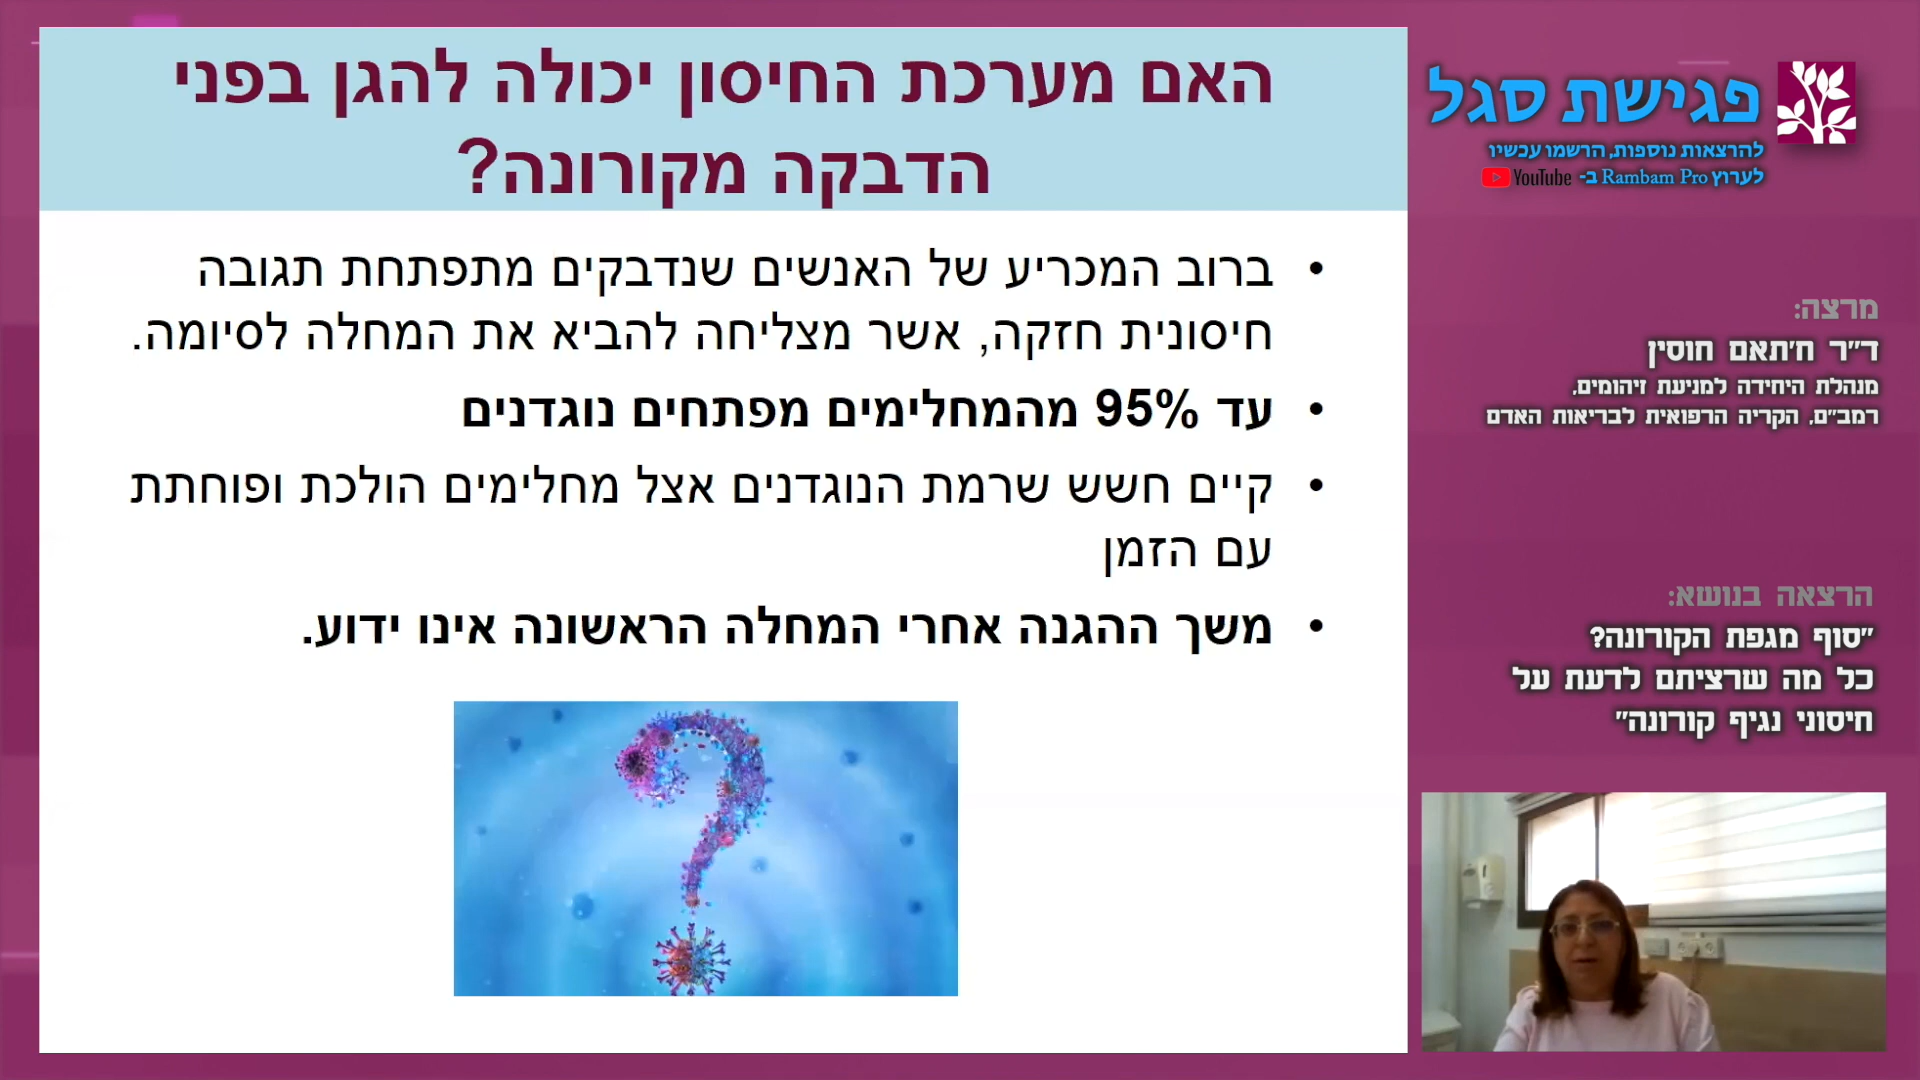 האם מערכת החיסון יכולה להגן בפני
הדבקה מקורונה?
• ברוב המכריע של האנשים שנדבקים מתפתחת תגובה
חיסונית חזקה, אשר מצליחה להביא את המחלה לסיומה.
• עד 95% מהמחלימים מפתחים נוגדנים
• קיים חשש שרמת הנוגדנים אצל מחלימים הולכת ופוחתת
עם הזמן
• משך ההגנה אחרי המחלה הראשונה אינו ידוע.
פגישת סגל
להרצאות נוספות, הרשמו עכשיו
לערוץ Rambam Pro ב- YouTube
מרצה:
ד"ר ח'תאם חוסין
מנהלת היחידה למניעת זיהומים,
רמב"ם, הקריה הרפואית לבריאות האדם
הרצאה בנושא:
"סוף מגפת הקורונה?
כל מה שרציתם לדעת על
חיסוני נגיף קורונה"